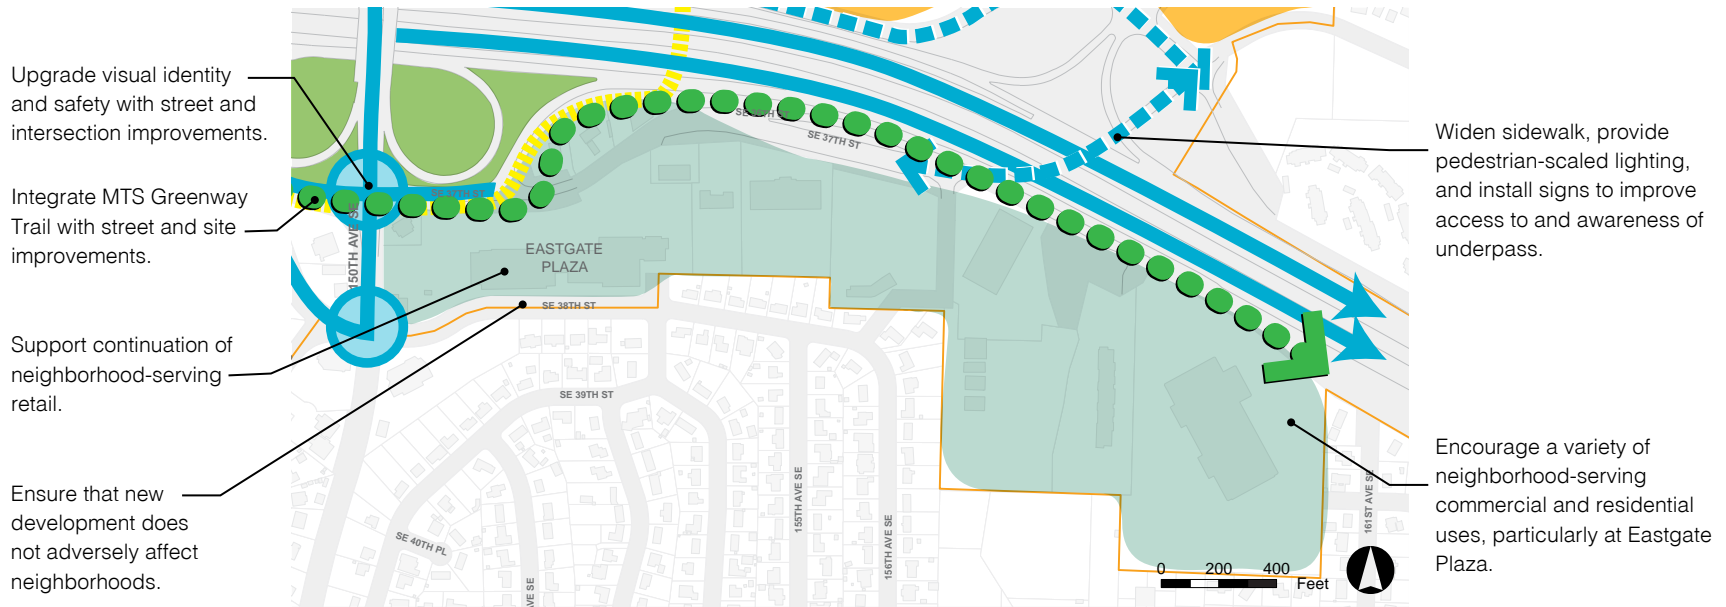 Upgrade visual identity
and safety with street and
intersection improvements.
Integrate MTS Greenway
Trail with street and site
improvements.
Support continuation of
neighborhood-serving
retail.
Ensure that new
development does
not adversely affect
neighborhoods.
SE 37TH ST
SE 37TH ST
150TH AVE SE
EASTGATE
PLAZA
SE 38TH ST
SE 39TH ST
SE 40TH PL
AVE SE
155TH AVE SE
156TH AVE SE
161ST AVE SE
0 200 400
Feet
Widen sidewalk, provide
pedestrian-scaled lighting,
and install signs to improve
access to and awareness of
underpass.
Encourage a variety of
neighborhood-serving
commercial and residential
uses, particularly at Eastgate
Plaza.